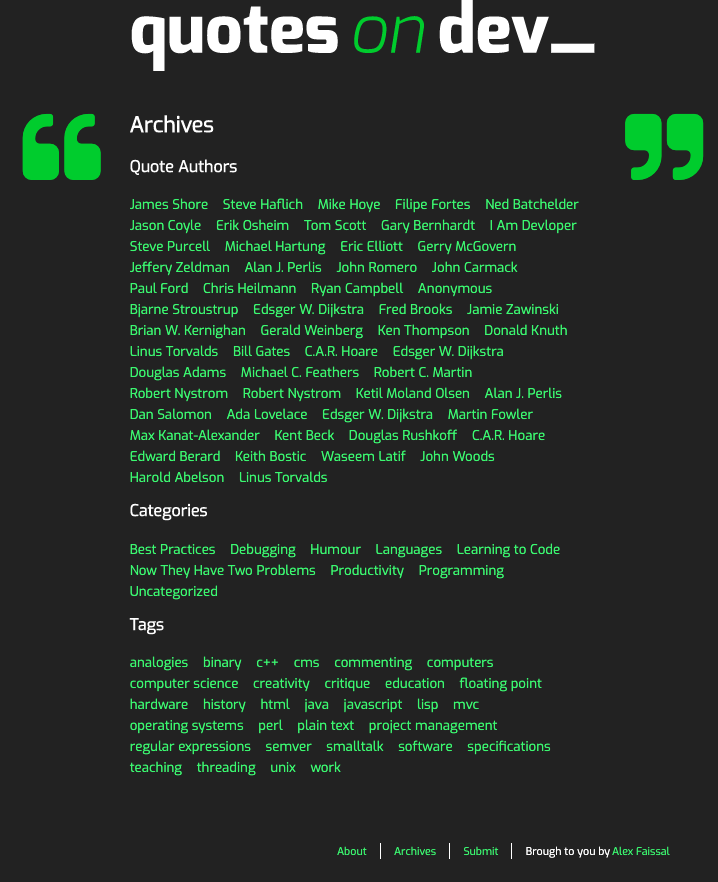 quotes on dev_
Archives
Quote Authors
James Shore Steve Haflich Mike Hoye Filipe Fortes Ned Batchelder
Jason Coyle Erik Osheim Tom Scott Gary Bernhardt I Am Devloper
Steve Purcell Michael Hartung Eric Elliott Gerry McGovern
Jeffery Zeldman Alan J. Perlis John Romero John Carmack
Paul Ford Chris Heilmann Ryan Campbell Anonymous
Bjarne Stroustrup Edsger W. Dijkstra Fred Brooks Jamie Zawinski
Brian W. Kernighan Gerald Weinberg Ken Thompson Donald Knuth
Linus Torvalds Bill Gates C.A.R. Hoare Edsger W. Dijkstra
Douglas Adams Michael C. Feathers Robert C. Martin
Robert Nystrom Robert Nystrom Ketil Moland Olsen Alan J. Perlis
Dan Salomon Ada Lovelace Edsger W. Dijkstra Martin Fowler
Max Kanat-Alexander Kent Beck Douglas Rushkoff C.A.R. Hoare
Edward Berard Keith Bostic Waseem Latif John Woods
Harold Abelson Linus Torvalds
Categories
Best Practices Debugging Humour Languages Learning to Code
Now They Have Two Problems Productivity Programming
Uncategorized
Tags
analogies binary c++ cms commenting computers
computer science creativity critique education floating point
hardware history html java javascript lisp mvc
operating systems perl plain text project management
regular expressions semver smalltalk software specifications
teaching threading unix work
About Archives Submit Brough to you by Alex Faissal